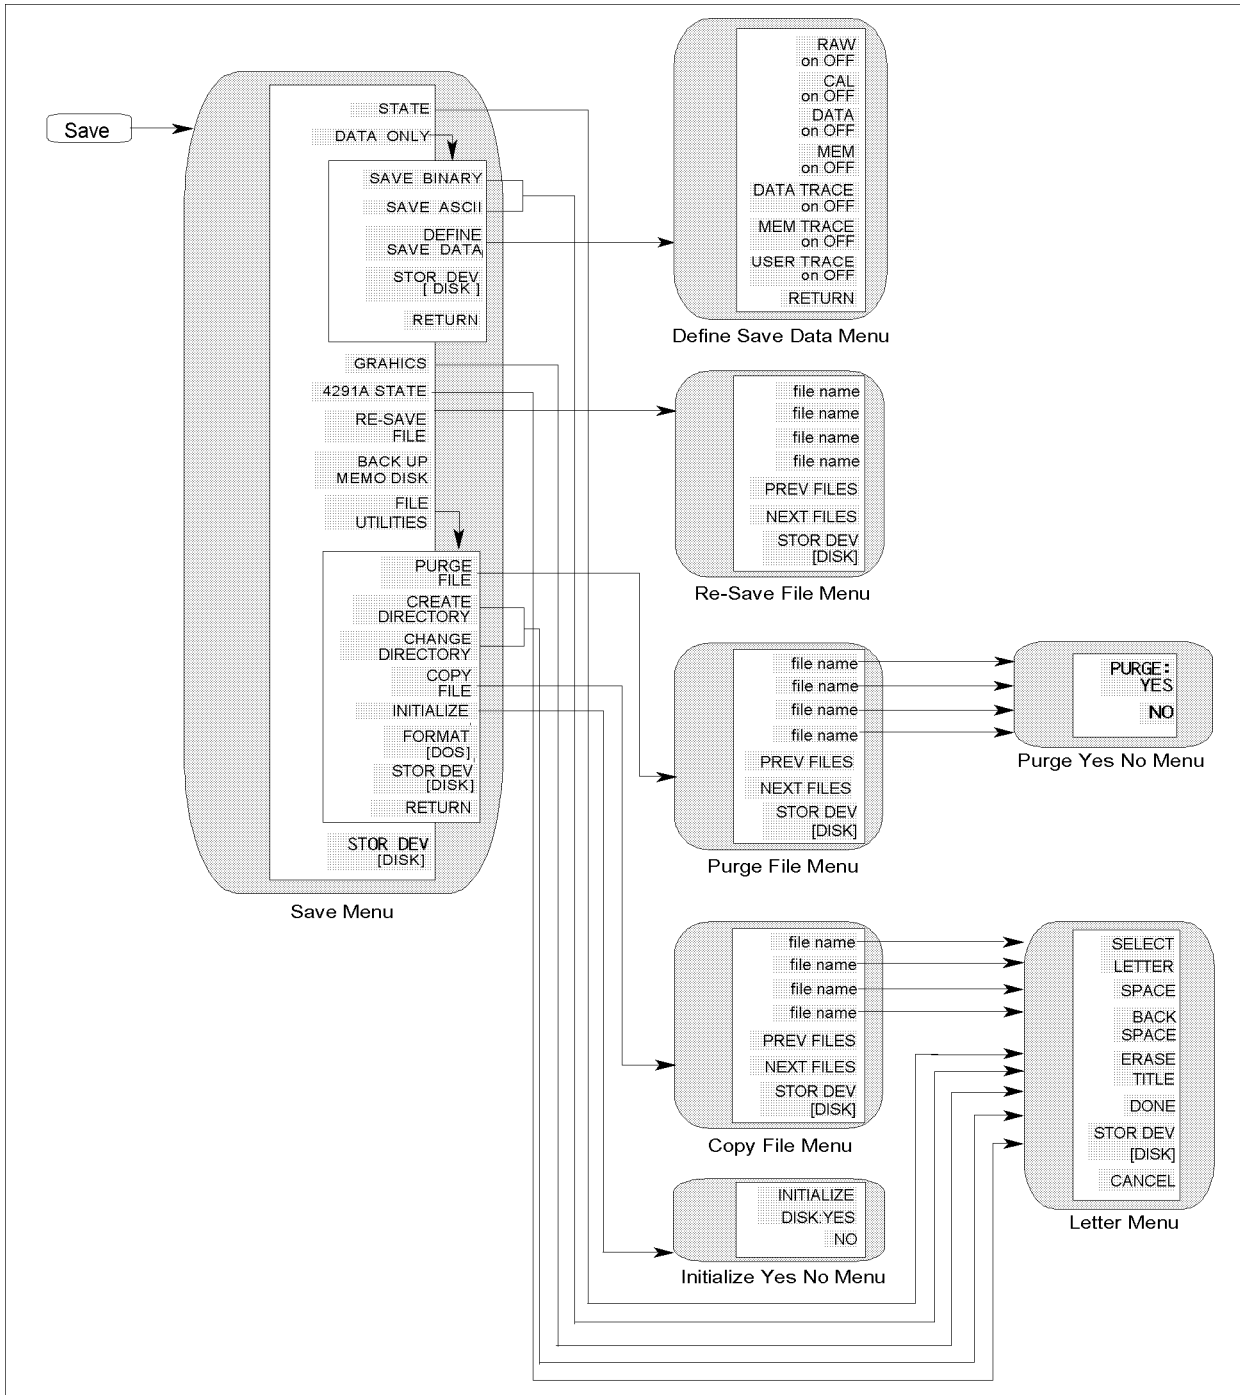 Save
STATE
DATA ONLY
SAVE BINARY
SAVE ASCII
DEFINE
SAVE DATA
STOR DEV
[ DISK ]
RETURN
GRAHICS
4291A STATE
RE-SAVE
FILE
BACK UP
MEMO DISK
FILE
UTILITIES
PURGE
FILE
CREATE
DIRECTORY
CHANGE
DIRECTORY
COPY
FILE
INITIALIZE
FORMAT
[DOS]
STOR DEV
[DISK]
RETURN
STOR DEV
[DISK]
Save Menu
RAW
on OFF
CAL
on OFF
DATA
on OFF
MEM
on OFF
DATA TRACE
on OFF
MEM TRACE
on OFF
USER TRACE
on OFF
RETURN
Define Save Data Menu
file name
file name
file name
file name
PREV FILES
NEXT FILES
STOR DEV
[DISK]
Re-Save File Menu
file name
file name
file name
file name
PREV FILES
NEXT FILES
STOR DEV
[DISK]
Purge File Menu
PURGE:
YES
NO
Purge Yes No Menu
file name
file name
file name
file name
PREV FILES
NEXT FILES
STOR DEV
[DISK]
Copy File Menu
SELECT
LETTER
SPACE
BACK
SPACE
ERASE
TITLE
DONE
STOR DEV
[DISK]
CANCEL
Letter Menu
INITIALIZE
DISK:YES
NO
Initialize Yes No Menu